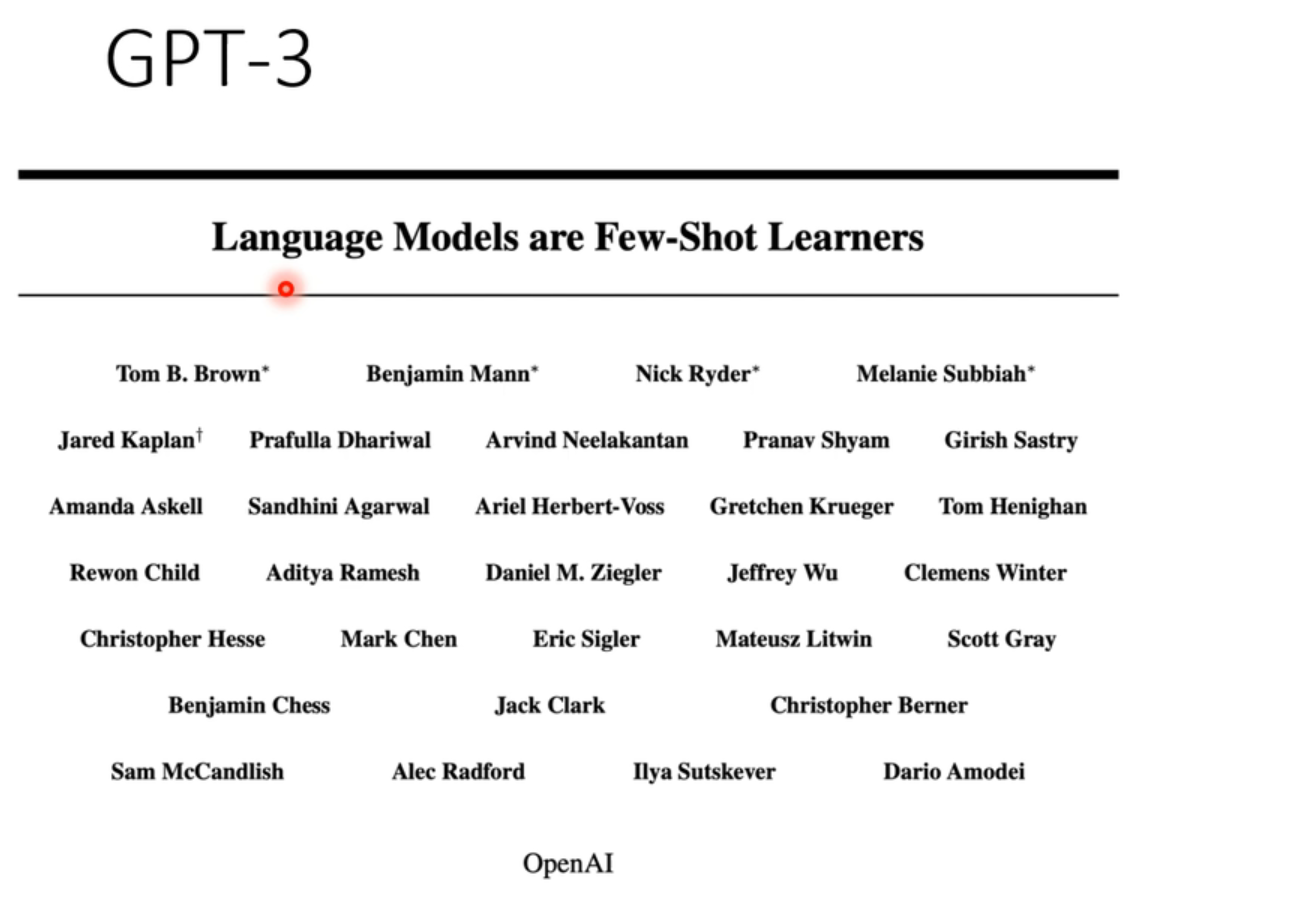 GPT-3
Language Models are Few-Shot Learners
Tom B. Brown* Benjamin Mann* Nick Ryder* Melanie Subbiah*
Jared Kaplan† Prafulla Dhariwal Arvind Neelakantan Pranav Shyam Girish Sastry
Amanda Askell Sandhini Agarwal Ariel Herbert-Voss Gretchen Krueger Tom Henighan
Rewon Child Aditya Ramesh Daniel M. Ziegler Jeffrey Wu Clemens Winter
Christopher Hesse Mark Chen Eric Sigler Mateusz Litwin Scott Gray
Benjamin Chess Jack Clark Christopher Berner
Sam McCandlish Alec Radford Ilya Sutskever Dario Amodei
OpenAI